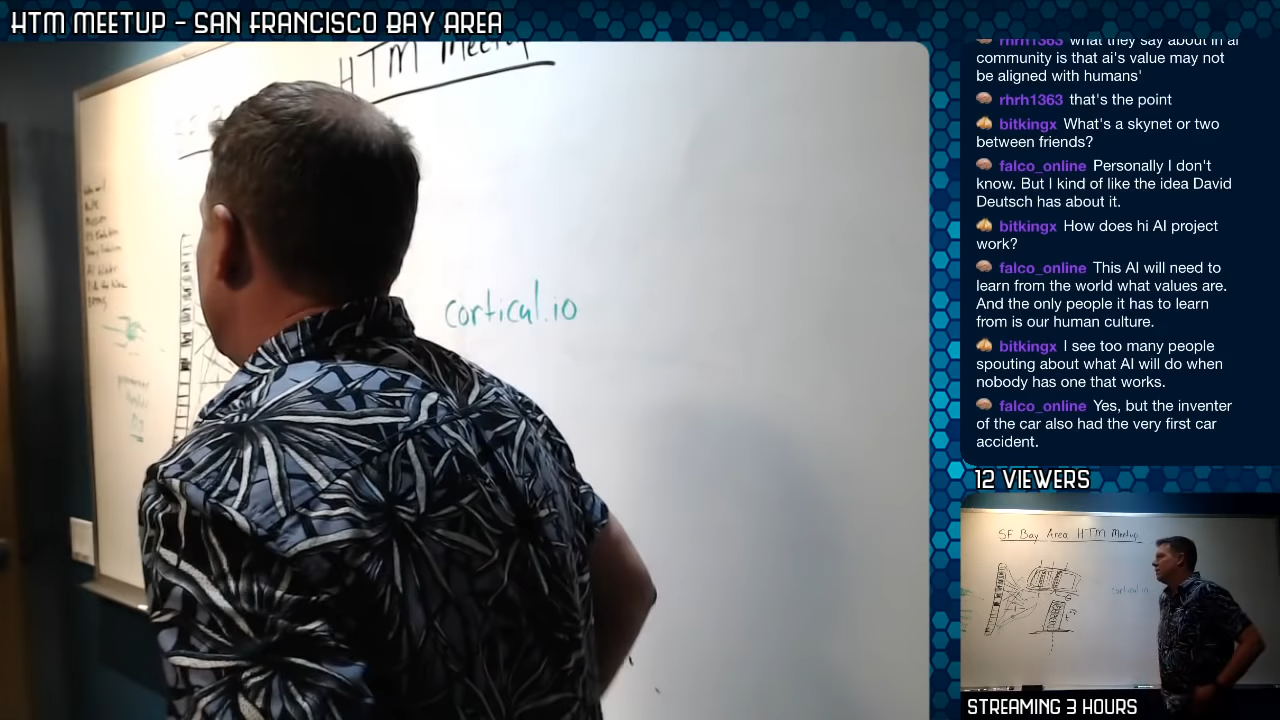 HTM MEETUP - SAN FRANCISCO BAY AREA
HTM Meetup
cortical.io
rhrh1363 what they say about in ai
community is that ai's value may not
be aligned with humans'
rhrh1363 that's the point
bitkingx What's a skynet or two
between friends?
falco_online Personally I don't
know. But I kind of like the idea David
Deutsch has about it.
bitkingx How does hi AI project
work?
falco_online This AI will need to
learn from the world what values are.
And the only people it has to learn
from is our human culture.
bitkingx I see too many people
spouting about what AI will do when
nobody has one that works.
falco_online Yes, but the inventer
of the car also had the very first car
accident.
12 VIEWERS
SF Bay Area HTM Meetup
cortical.io
STREAMING 3 HOURS